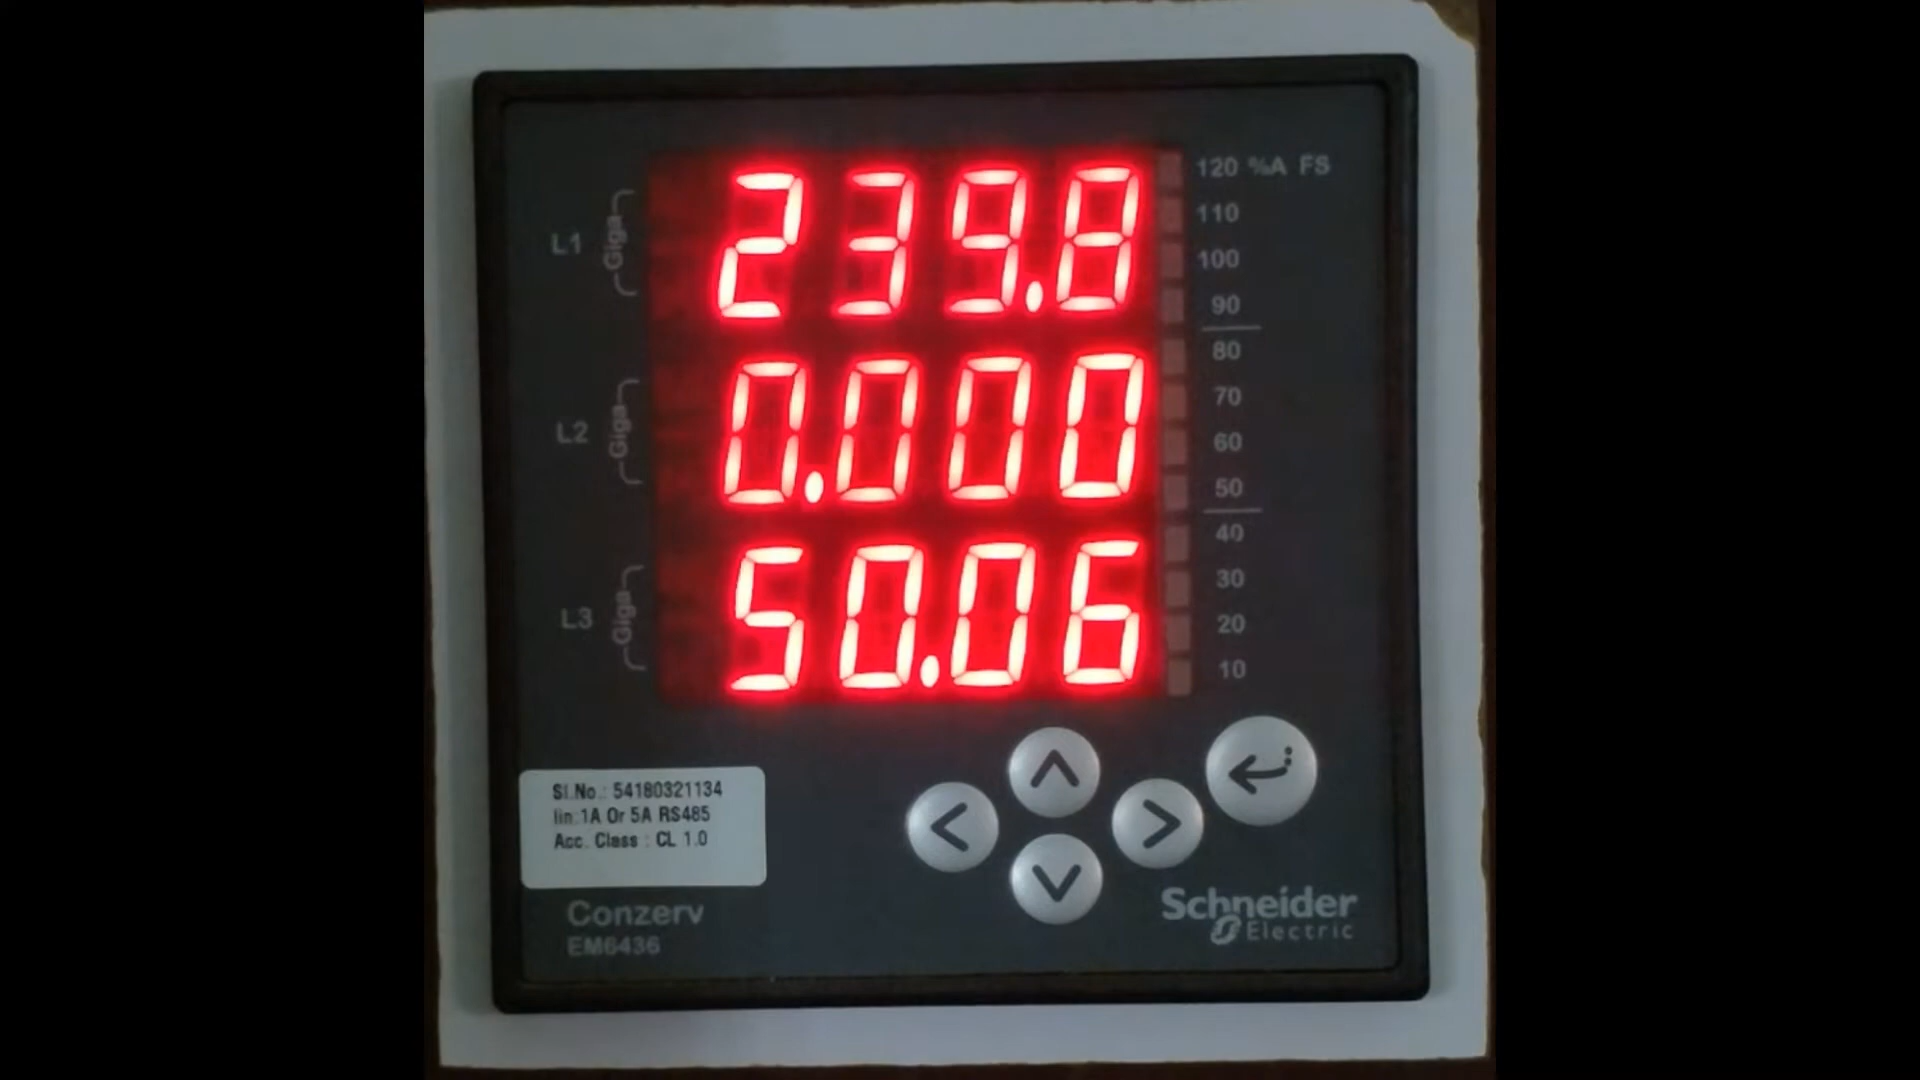 239.8
0.000
50.06
L1 Giga
L2 Giga
L3 Giga
120 %A FS
110
100
90
80
70
60
50
40
30
20
10
Sl.No.: 54180321134
Iin:1A Or 5A RS485
Acc. Class : CL 1.0
Conzerv
EM6436
Schneider
Electric